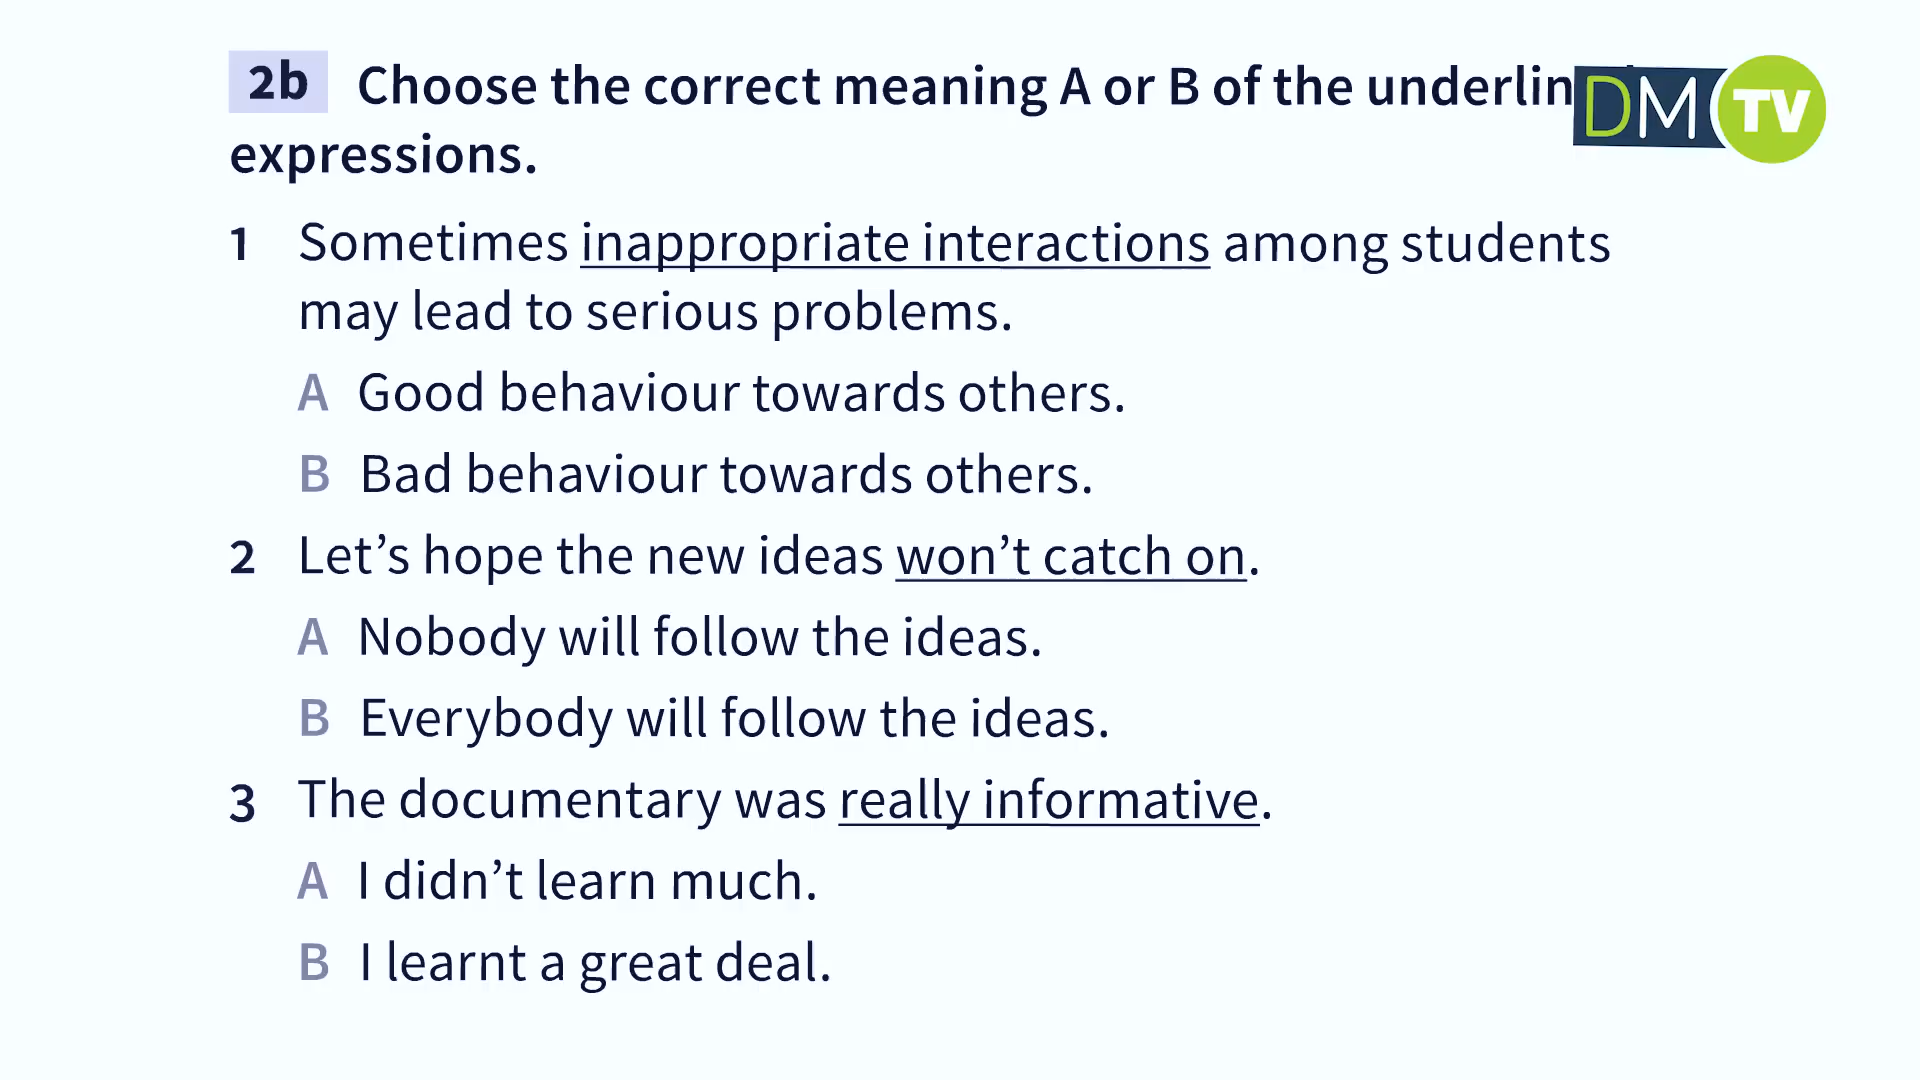 2b Choose the correct meaning A or B of the
expressions.
1 Sometimes inappropriate interactions among students
may lead to serious problems.
A Good behaviour towards others.
B Bad behaviour towards others.
2 Let’s hope the new ideas won’t catch on.
A Nobody will follow the ideas.
B Everybody will follow the ideas.
3 The documentary was really informative.
A I didn’t learn much.
B I learnt a great deal.
DM TV